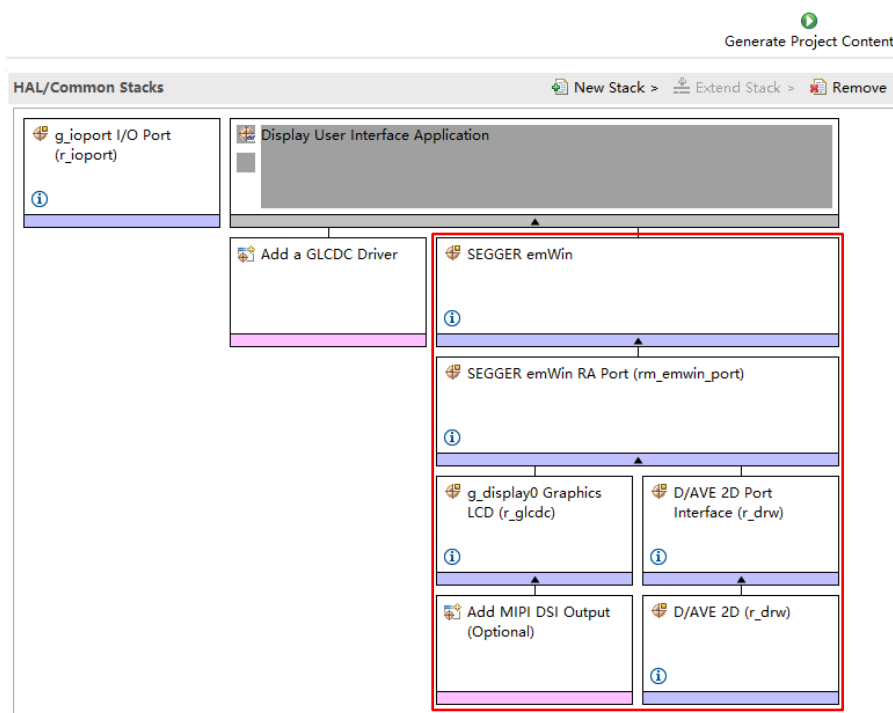 Generate Project Content
HAL/Common Stacks
New Stack >
Extend Stack >
Remove
g_ioport I/O Port
(r_ioport)
Display User Interface Application
Add a GLCDC Driver
SEGGER emWin
SEGGER emWin RA Port (rm_emwin_port)
g_display0 Graphics
LCD (r_glcdc)
D/AVE 2D Port
Interface (r_drw)
Add MIPI DSI Output
(Optional)
D/AVE 2D (r_drw)